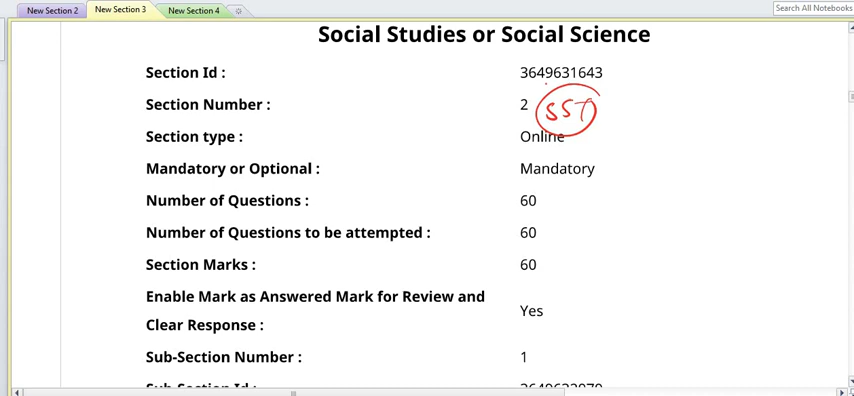 New Section 2 New Section 3 New Section 4 Search All Notebooks
Social Studies or Social Science
Section Id : 3649631643
Section Number : 2 SST
Section type : Online
Mandatory or Optional : Mandatory
Number of Questions : 60
Number of Questions to be attempted : 60
Section Marks : 60
Enable Mark as Answered Mark for Review and
Clear Response : Yes
Sub-Section Number : 1
Sub-Section Id :